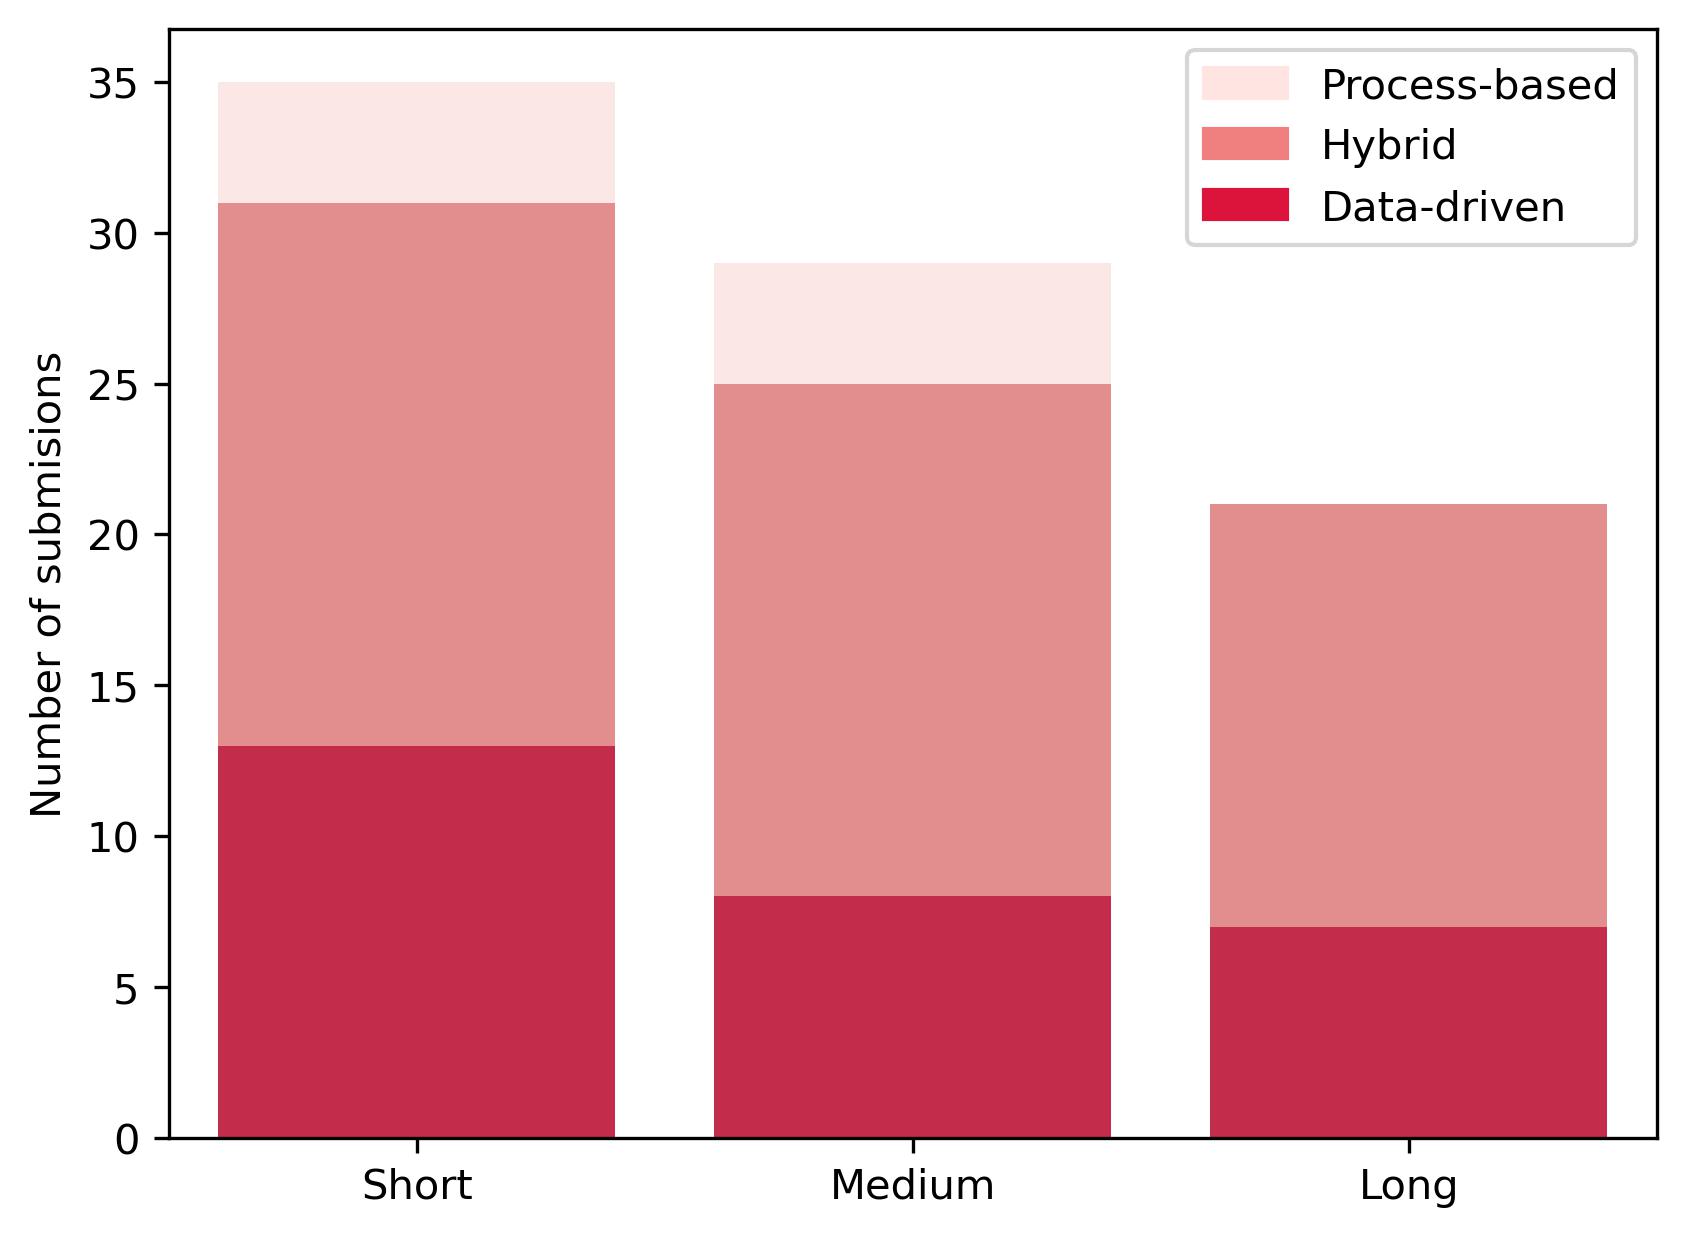 Process-based
Hybrid
Data-driven
Number of submisions
35
30
25
20
15
10
5
0
Short
Medium
Long